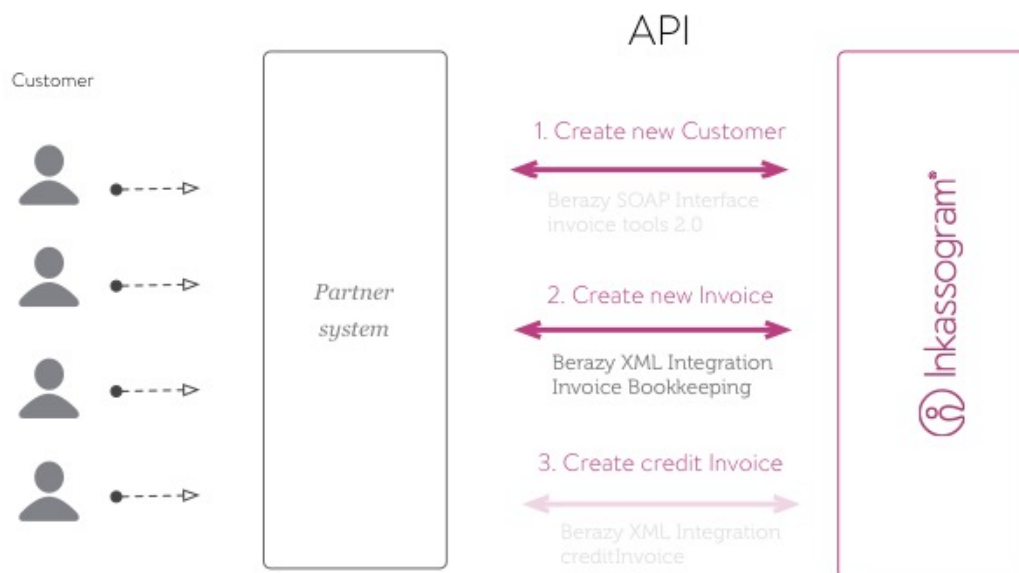 API
Customer
1. Create new Customer
Berazy SOAP Interface
invoice tools 2.0
Partner
system
2. Create new Invoice
Berazy XML Integration
Invoice Bookkeeping
3. Create credit Invoice
Berazy XML Integration
creditInvoice
Inkassogram®